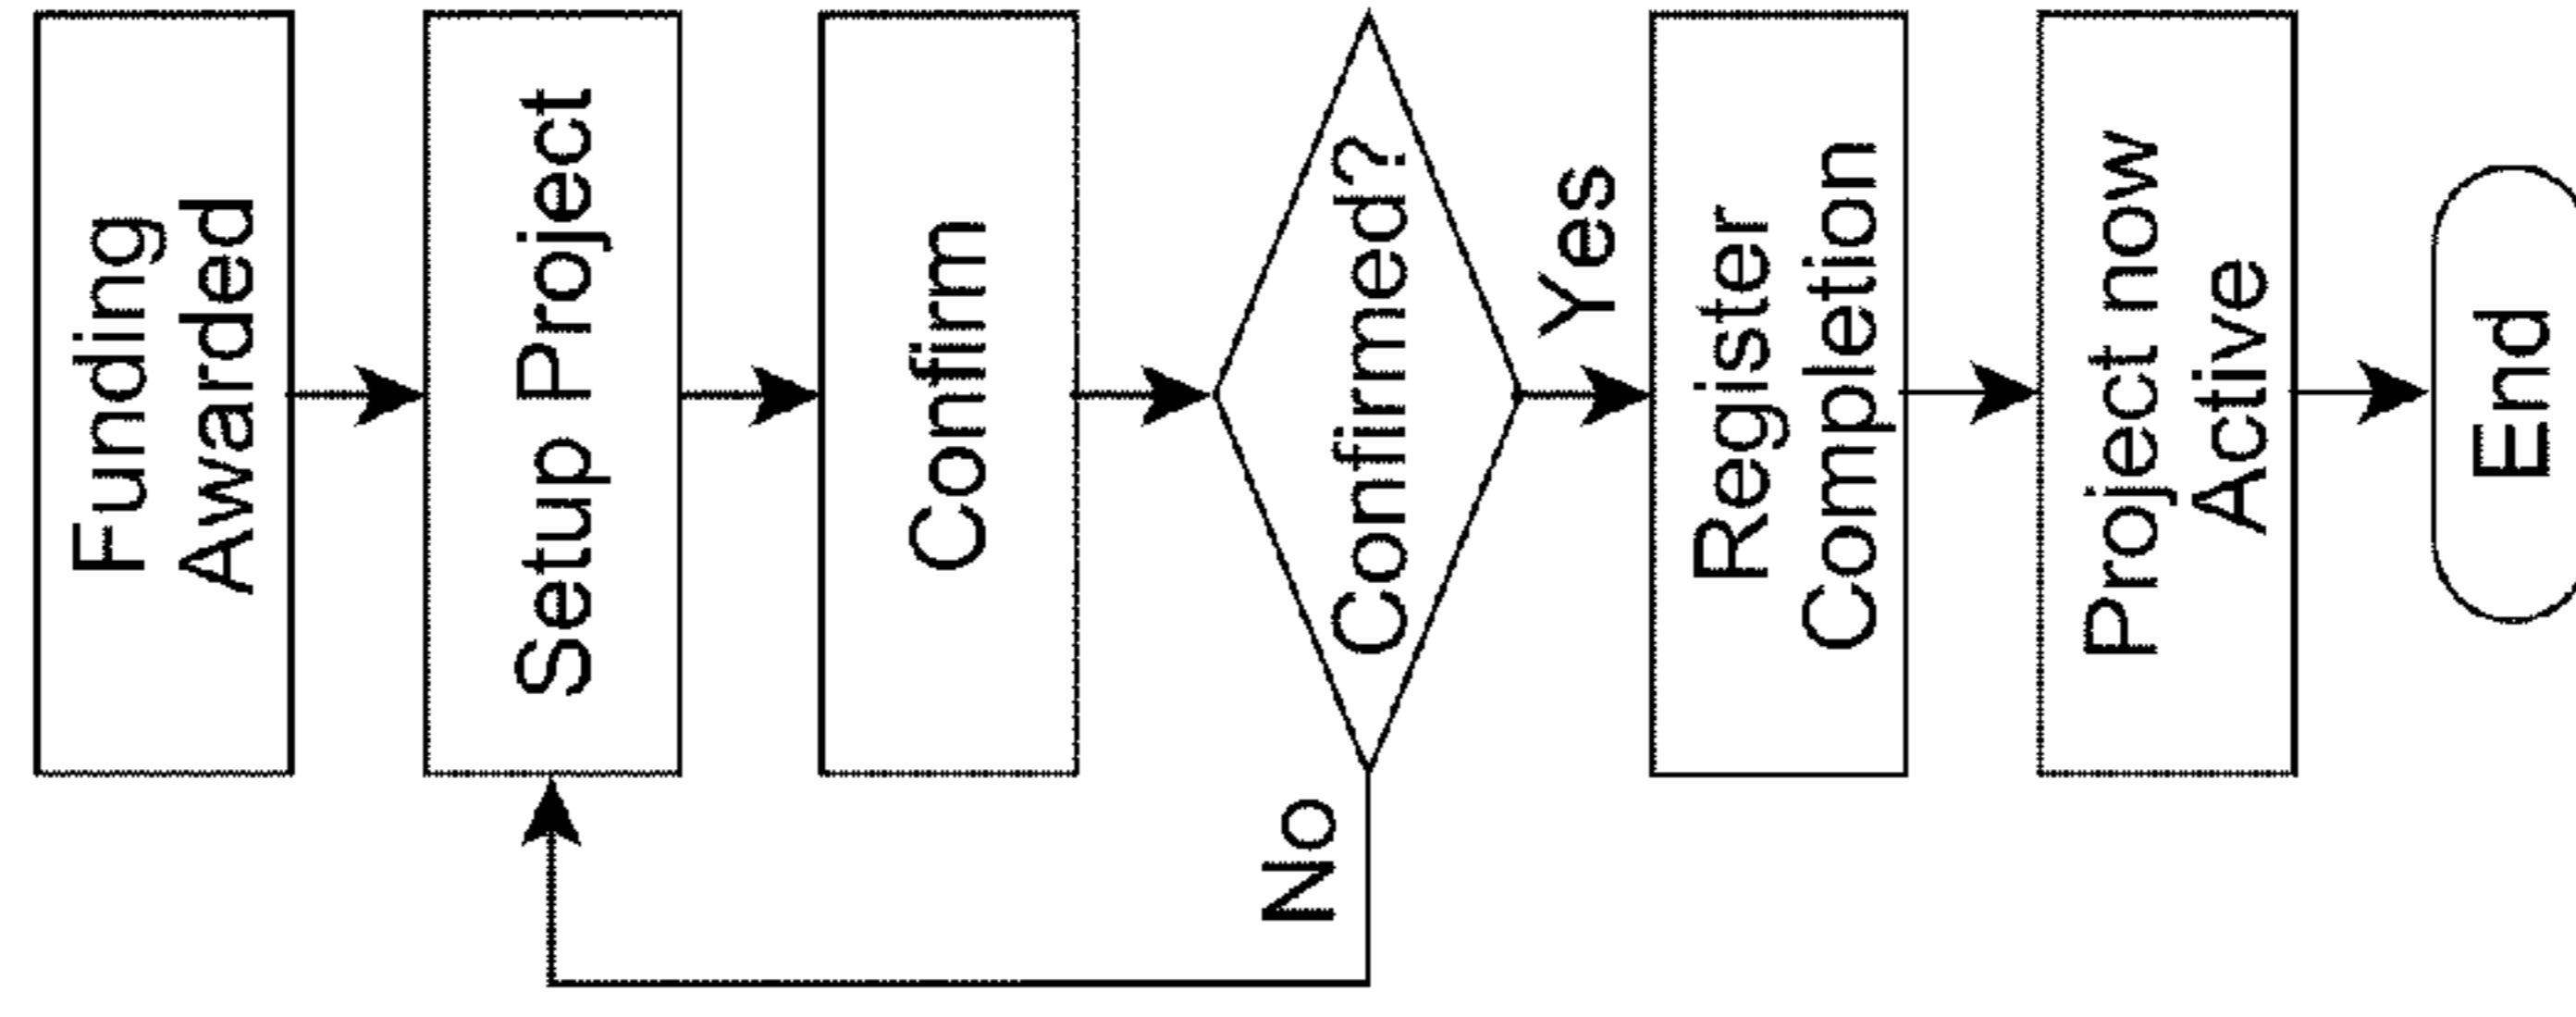 Funding
Awarded
Setup Project
Confirm
Confirmed?
No
Yes
Register
Completion
Project now
Active
End